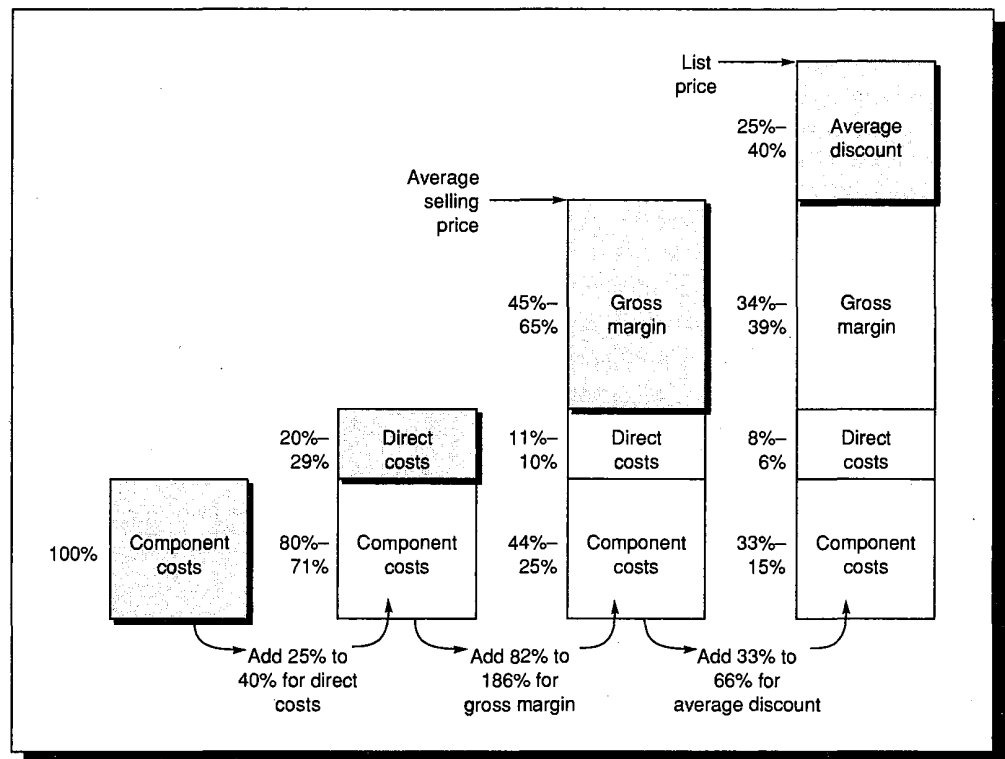 List
price
25%–
40%
Average
discount
Average
selling
price
45%–
65%
Gross
margin
34%–
39%
Gross
margin
20%–
29%
Direct
costs
11%–
10%
Direct
costs
8%–
6%
Direct
costs
100%
Component
costs
80%–
71%
Component
costs
44%–
25%
Component
costs
33%–
15%
Component
costs
Add 25% to
40% for direct
costs
Add 82% to
186% for
gross margin
Add 33% to
66% for
average discount